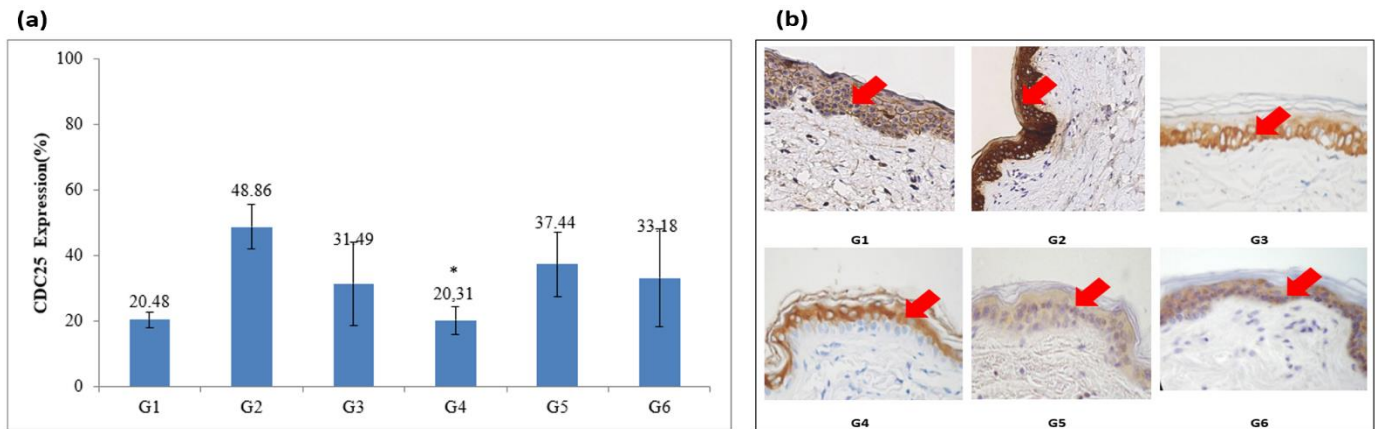 (a)
CDC25 Expression(%)
100
80
60
40
20
0
20.48
48.86
31.49
*
20,31
37.44
33.18
G1 G2 G3 G4 G5 G6
(b)
G1 G2 G3
G4 G5 G6